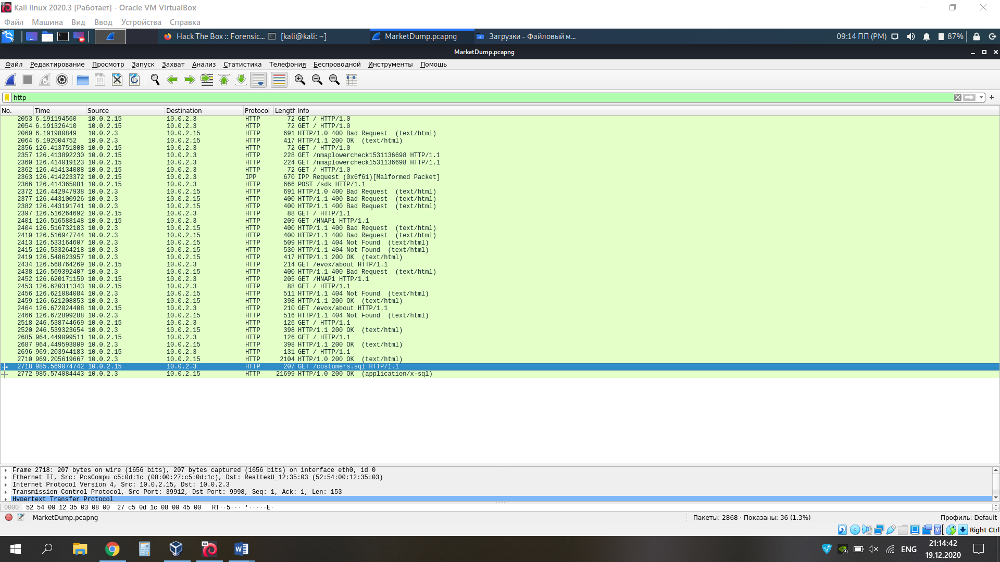 Kali linux 2020.3 [Работает] - Oracle VM VirtualBox
Файл Машина Вид Ввод Устройства Справка
Hack The Box :: Forensic... [kali@kali: ~] MarketDump.pcapng Загрузки - Файловый м... 09:14 ПП (PM) 87%
MarketDump.pcapng
Файл Редактирование Просмотр Запуск Захват Анализ Статистика Телефония Беспроводной Инструменты Помощь
http
No. Time Source Destination Protocol Length Info
2053 6.191194560 10.0.2.15 10.0.2.3 HTTP 72 GET / HTTP/1.0
2054 6.191326410 10.0.2.15 10.0.2.3 HTTP 72 GET / HTTP/1.0
2060 6.191980849 10.0.2.3 10.0.2.15 HTTP 691 HTTP/1.0 400 Bad Request (text/html)
2064 6.192004752 10.0.2.3 10.0.2.15 HTTP 417 HTTP/1.1 200 OK (text/html)
2356 126.413751808 10.0.2.15 10.0.2.3 HTTP 72 GET / HTTP/1.0
2357 126.413892230 10.0.2.15 10.0.2.3 HTTP 228 GET /nmaplowercheck1531136698 HTTP/1.1
2360 126.414019123 10.0.2.15 10.0.2.3 HTTP 224 GET /nmaplowercheck1531136698 HTTP/1.1
2362 126.414134088 10.0.2.15 10.0.2.3 HTTP 72 GET / HTTP/1.0
2363 126.414223372 10.0.2.15 10.0.2.3 IPP 670 IPP Request (0x6f61)[Malformed Packet]
2366 126.414365081 10.0.2.15 10.0.2.3 HTTP 666 POST /sdk HTTP/1.1
2372 126.442947938 10.0.2.3 10.0.2.15 HTTP 691 HTTP/1.0 400 Bad Request (text/html)
2377 126.443100926 10.0.2.3 10.0.2.15 HTTP 400 HTTP/1.1 400 Bad Request (text/html)
2382 126.443191741 10.0.2.3 10.0.2.15 HTTP 400 HTTP/1.1 400 Bad Request (text/html)
2397 126.516264692 10.0.2.15 10.0.2.3 HTTP 88 GET / HTTP/1.1
2401 126.516588148 10.0.2.15 10.0.2.3 HTTP 209 GET /HNAP1 HTTP/1.1
2404 126.516732183 10.0.2.3 10.0.2.15 HTTP 400 HTTP/1.1 400 Bad Request (text/html)
2410 126.516947744 10.0.2.3 10.0.2.15 HTTP 400 HTTP/1.1 400 Bad Request (text/html)
2413 126.533164607 10.0.2.3 10.0.2.15 HTTP 509 HTTP/1.1 404 Not Found (text/html)
2415 126.533264218 10.0.2.3 10.0.2.15 HTTP 530 HTTP/1.1 404 Not Found (text/html)
2419 126.548623957 10.0.2.3 10.0.2.15 HTTP 417 HTTP/1.1 200 OK (text/html)
2434 126.568764269 10.0.2.15 10.0.2.3 HTTP 214 GET /evox/about HTTP/1.1
2438 126.569392407 10.0.2.3 10.0.2.15 HTTP 400 HTTP/1.1 400 Bad Request (text/html)
2452 126.620171159 10.0.2.15 10.0.2.3 HTTP 205 GET /HNAP1 HTTP/1.1
2453 126.620311343 10.0.2.15 10.0.2.3 HTTP 88 GET / HTTP/1.1
2456 126.621084084 10.0.2.3 10.0.2.15 HTTP 511 HTTP/1.1 404 Not Found (text/html)
2459 126.621208853 10.0.2.3 10.0.2.15 HTTP 398 HTTP/1.1 200 OK (text/html)
2464 126.672024408 10.0.2.15 10.0.2.3 HTTP 210 GET /evox/about HTTP/1.1
2466 126.672899288 10.0.2.3 10.0.2.15 HTTP 516 HTTP/1.1 404 Not Found (text/html)
2518 246.538744669 10.0.2.15 10.0.2.3 HTTP 126 GET / HTTP/1.1
2520 246.539323654 10.0.2.3 10.0.2.15 HTTP 398 HTTP/1.1 200 OK (text/html)
2685 964.449099511 10.0.2.15 10.0.2.3 HTTP 126 GET / HTTP/1.1
2687 964.449593809 10.0.2.3 10.0.2.15 HTTP 398 HTTP/1.1 200 OK (text/html)
2696 969.203944183 10.0.2.15 10.0.2.3 HTTP 131 GET / HTTP/1.1
2710 969.205619667 10.0.2.3 10.0.2.15 HTTP 2104 HTTP/1.0 200 OK (text/html)
2718 985.569074742 10.0.2.15 10.0.2.3 HTTP 207 GET /costumers.sql HTTP/1.1
2772 985.574084443 10.0.2.3 10.0.2.15 HTTP 21699 HTTP/1.0 200 OK (application/x-sql)
Frame 2718: 207 bytes on wire (1656 bits), 207 bytes captured (1656 bits) on interface eth0, id 0
Ethernet II, Src: PcsCompu_c5:0d:1c (08:00:27:c5:0d:1c), Dst: RealtekU_12:35:03 (52:54:00:12:35:03)
Internet Protocol Version 4, Src: 10.0.2.15, Dst: 10.0.2.3
Transmission Control Protocol, Src Port: 39912, Dst Port: 9998, Seq: 1, Ack: 1, Len: 153
Hypertext Transfer Protocol
0000 52 54 00 12 35 03 08 00 27 c5 0d 1c 08 00 45 00 RT··5··· '·····E·
MarketDump.pcapng Пакеты: 2868 · Показаны: 36 (1.3%) Профиль: Default
Right Ctrl
ENG 21:14:42
19.12.2020